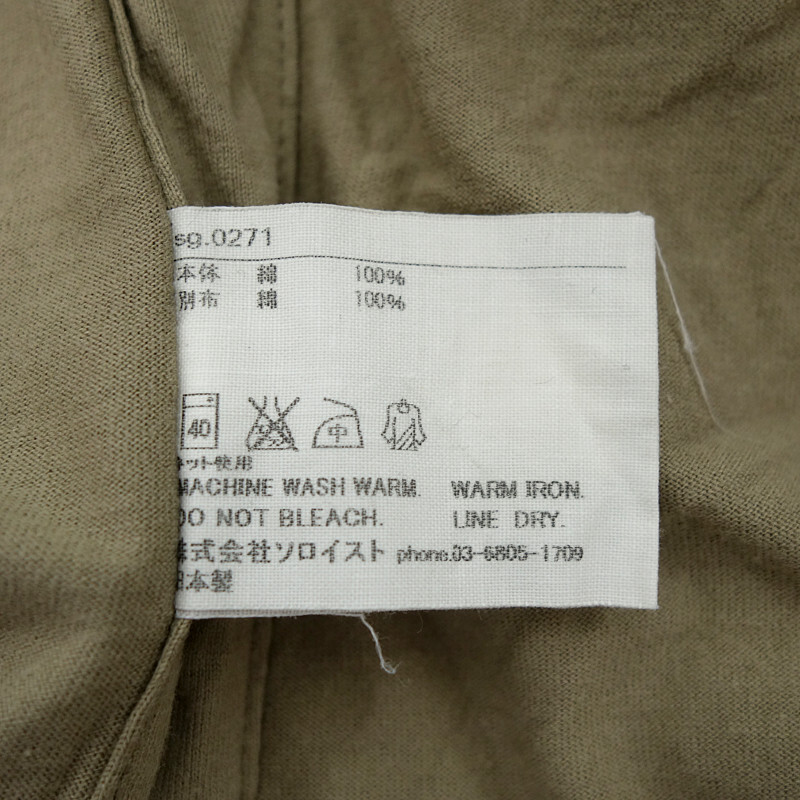 sg.0271
本体 綿 100%
別布 綿 100%
40 中
ネット使用
MACHINE WASH WARM. WARM IRON.
DO NOT BLEACH. LINE DRY.
株式会社ソロイスト phone.03-6805-1709
日本製